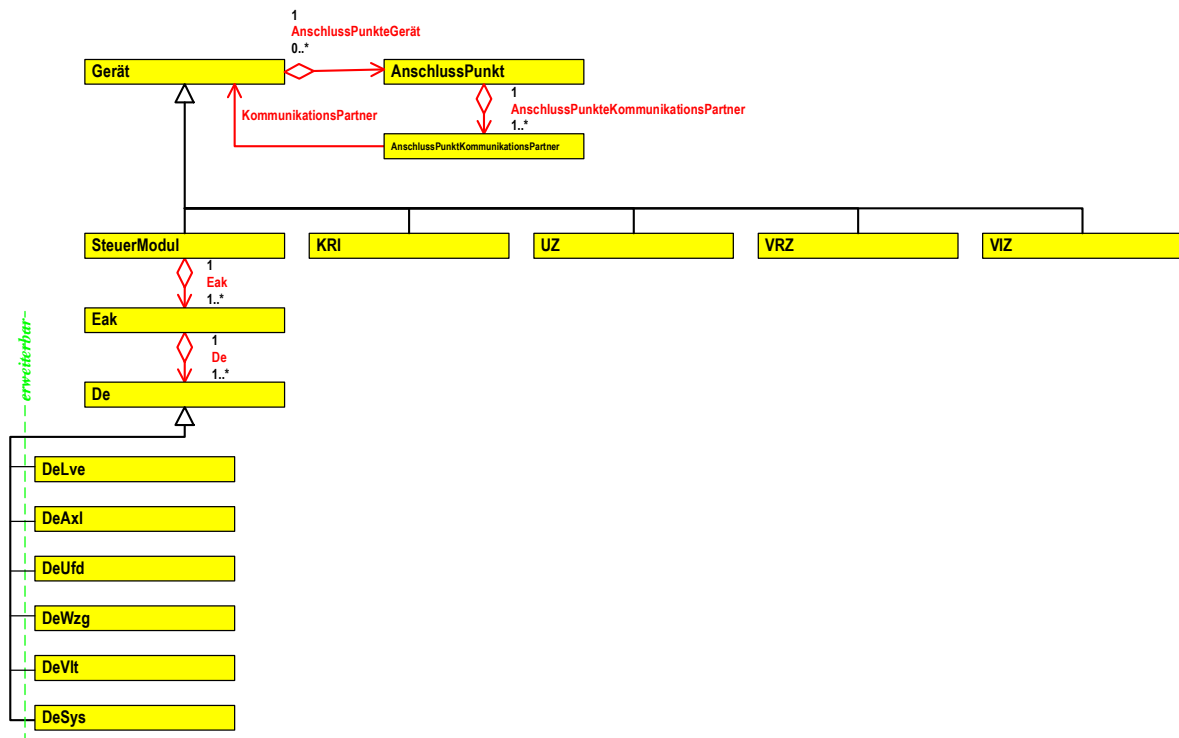 1
AnschlussPunkteGerät
0..*
Gerät
AnschlussPunkt
1
AnschlussPunkteKommunikationsPartner
1..*
KommunikationsPartner
AnschlussPunktKommunikationsPartner
SteuerModul
KRI
UZ
VRZ
VIZ
1
Eak
1..*
Eak
1
De
1..*
De
erweiterbar
DeLve
DeAxl
DeUfd
DeWzg
DeVlt
DeSys